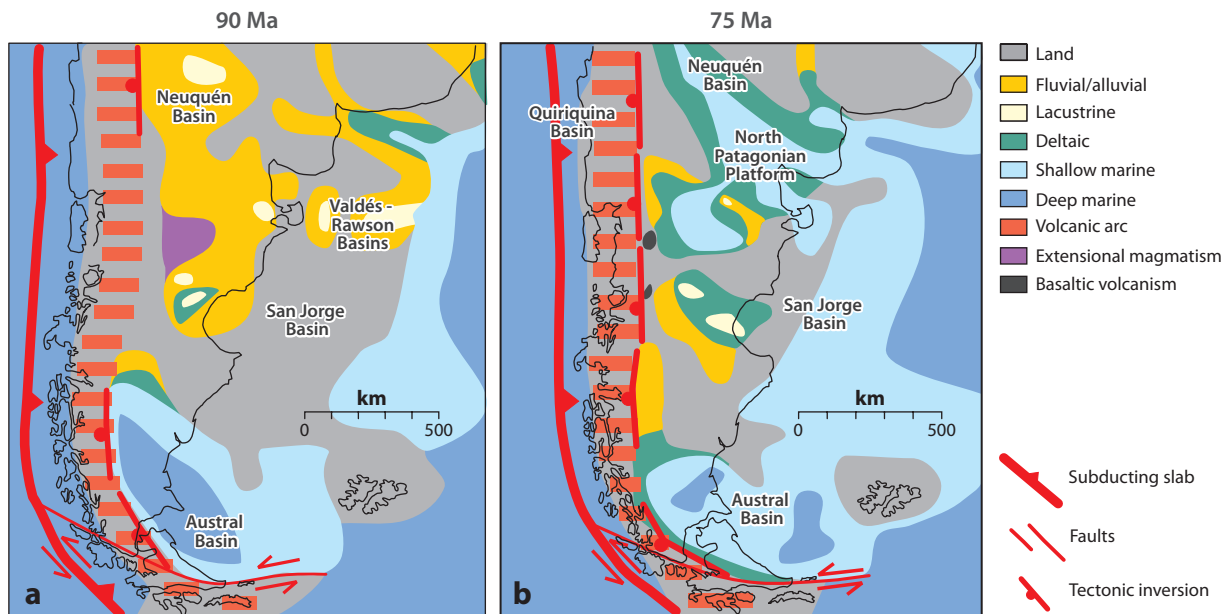 90 Ma
75 Ma
Neuquén
Basin
Valdés -
Rawson
Basins
San Jorge
Basin
km
0
500
Austral
Basin
a
Neuquén
Basin
Quiriquina
Basin
North
Patagonian
Platform
San Jorge
Basin
km
0
500
Austral
Basin
b
Land
Fluvial/alluvial
Lacustrine
Deltaic
Shallow marine
Deep marine
Volcanic arc
Extensional magmatism
Basaltic volcanism
Subducting slab
Faults
Tectonic inversion